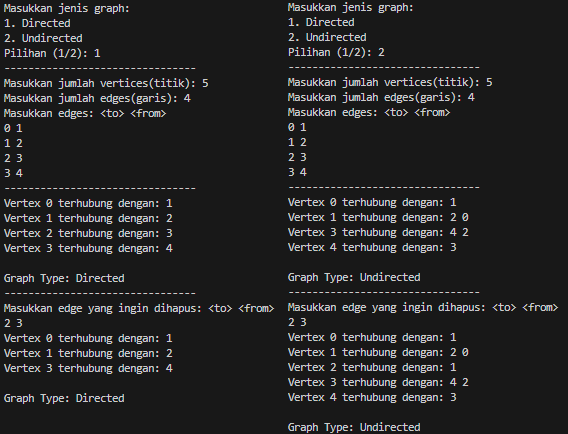 Masukkan jenis graph:
1. Directed
2. Undirected
Pilihan (1/2): 1
--------------------------------
Masukkan jumlah vertices(titik): 5
Masukkan jumlah edges(garis): 4
Masukkan edges: <to> <from>
0 1
1 2
2 3
3 4
--------------------------------
Vertex 0 terhubung dengan: 1
Vertex 1 terhubung dengan: 2
Vertex 2 terhubung dengan: 3
Vertex 3 terhubung dengan: 4
Graph Type: Directed
--------------------------------
Masukkan edge yang ingin dihapus: <to> <from>
2 3
Vertex 0 terhubung dengan: 1
Vertex 1 terhubung dengan: 2
Vertex 3 terhubung dengan: 4
Graph Type: Directed
Masukkan jenis graph:
1. Directed
2. Undirected
Pilihan (1/2): 2
--------------------------------
Masukkan jumlah vertices(titik): 5
Masukkan jumlah edges(garis): 4
Masukkan edges: <to> <from>
0 1
1 2
2 3
3 4
--------------------------------
Vertex 0 terhubung dengan: 1
Vertex 1 terhubung dengan: 2 0
Vertex 3 terhubung dengan: 4 2
Vertex 4 terhubung dengan: 3
Graph Type: Undirected
--------------------------------
Masukkan edge yang ingin dihapus: <to> <from>
2 3
Vertex 0 terhubung dengan: 1
Vertex 1 terhubung dengan: 2 0
Vertex 2 terhubung dengan: 1
Vertex 3 terhubung dengan: 4 2
Vertex 4 terhubung dengan: 3
Graph Type: Undirected